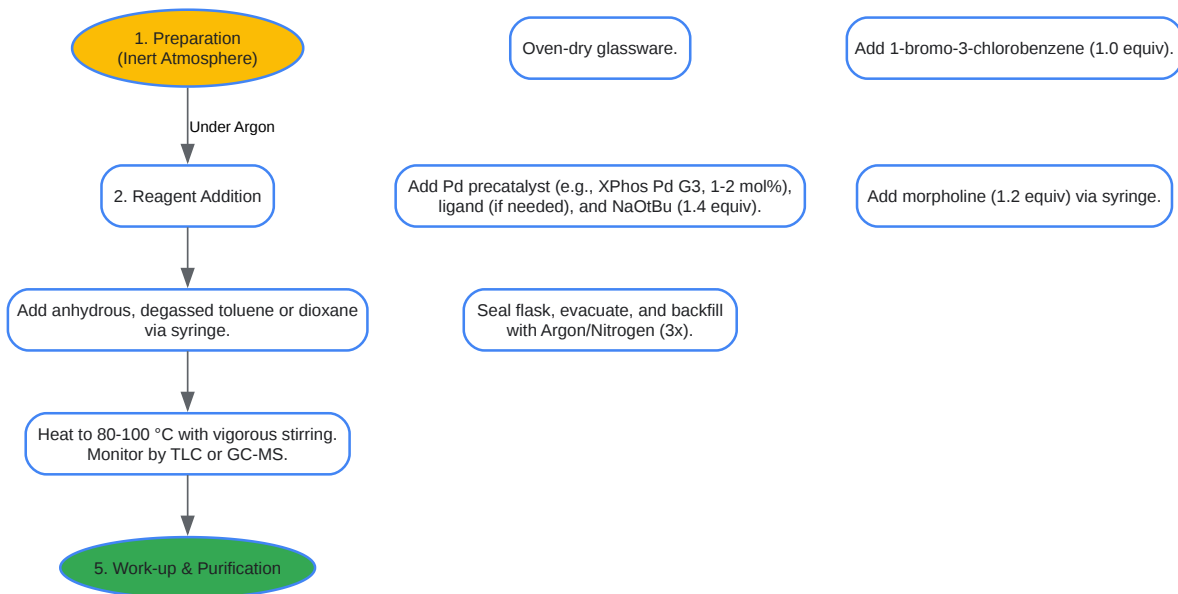 1. Preparation
(Inert Atmosphere)
Oven-dry glassware.
Add 1-bromo-3-chlorobenzene (1.0 equiv).
Under Argon
2. Reagent Addition
Add Pd precatalyst (e.g., XPhos Pd G3, 1-2 mol%),
ligand (if needed), and NaOtBu (1.4 equiv).
Add morpholine (1.2 equiv) via syringe.
Add anhydrous, degassed toluene or dioxane
via syringe.
Seal flask, evacuate, and backfill
with Argon/Nitrogen (3x).
Heat to 80-100 °C with vigorous stirring.
Monitor by TLC or GC-MS.
5. Work-up & Purification